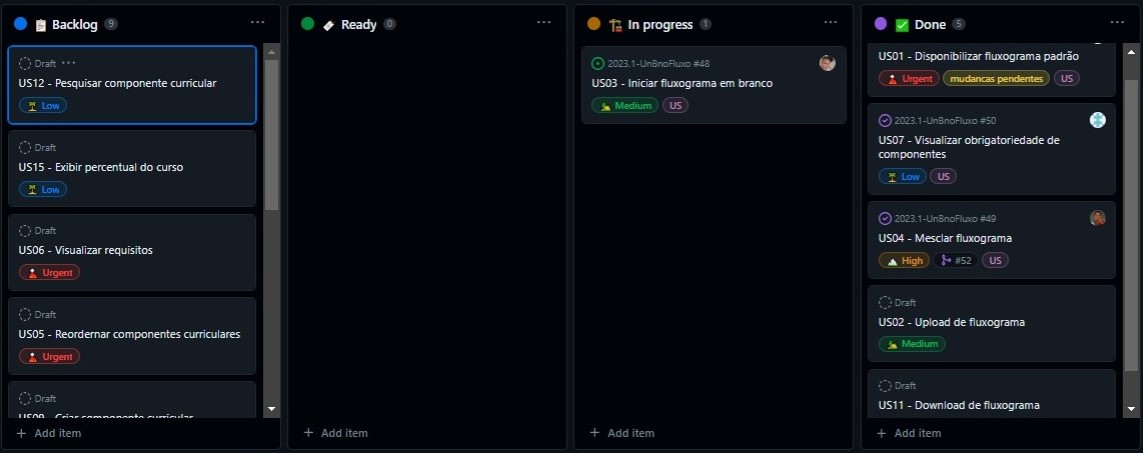 Backlog 9
Draft
US12 - Pesquisar componente curricular
Low
Draft
US15 - Exibir percentual do curso
Low
Draft
US06 - Visualizar requisitos
Urgent
Draft
US05 - Reordernar componentes curriculares
Urgent
Draft
US09 - Criar componente curricular
+ Add item
Ready 0
+ Add item
In progress 1
2023.1-UnBnoFluxo #48
US03 - Iniciar fluxograma em branco
Medium US
+ Add item
Done 5
US01 - Disponibilizar fluxograma padrão
Urgent mudancas pendentes US
2023.1-UnBnoFluxo #50
US07 - Visualizar obrigatoriedade de
componentes
Low US
2023.1-UnBnoFluxo #49
US04 - Mesclar fluxograma
High #52 US
Draft
US02 - Upload de fluxograma
Medium
Draft
US11 - Download de fluxograma
+ Add item